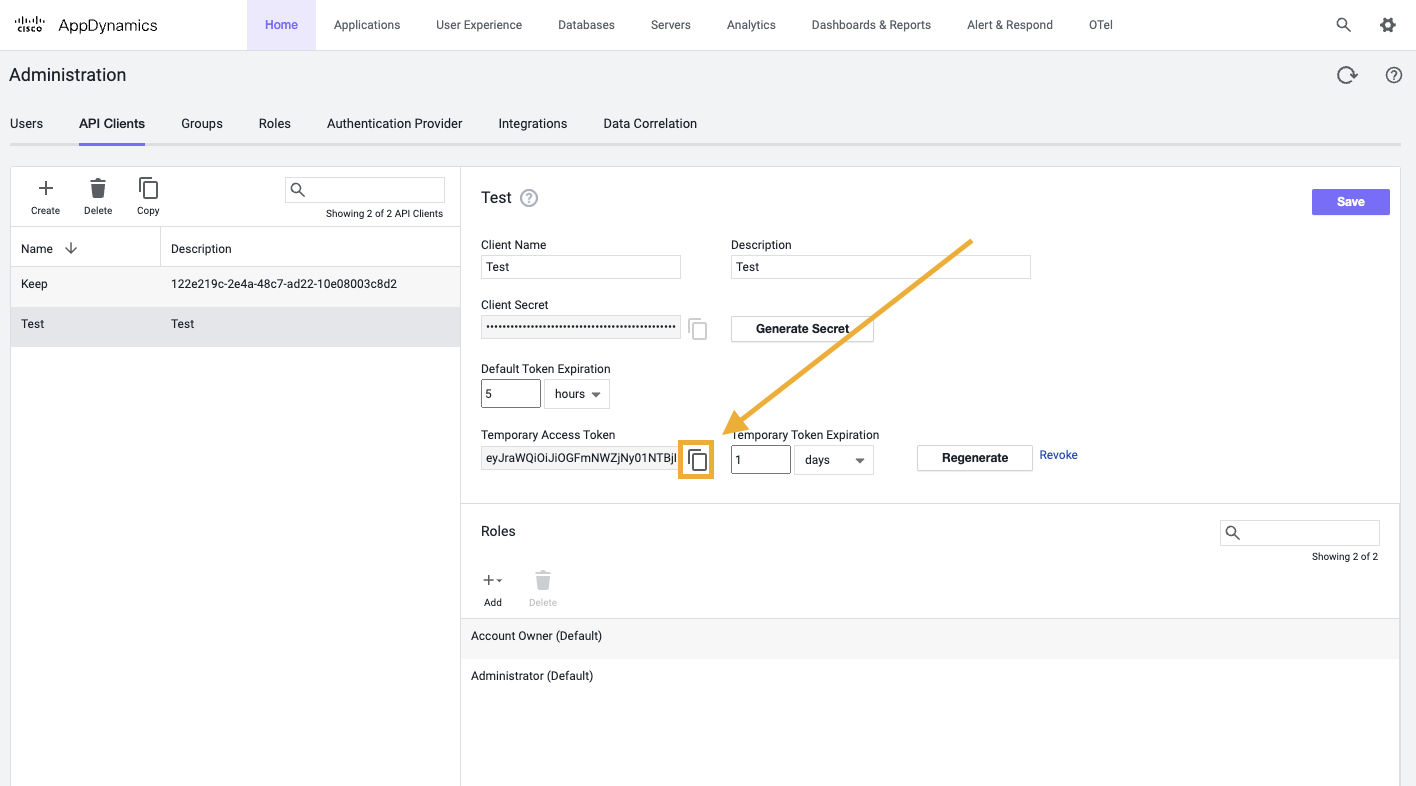 cisco AppDynamics Home Applications User Experience Databases Servers Analytics Dashboards & Reports Alert & Respond OTel
Administration
Users API Clients Groups Roles Authentication Provider Integrations Data Correlation
Create Delete Copy
Showing 2 of 2 API Clients
Name Description
Keep 122e219c-2e4a-48c7-ad22-10e08003c8d2
Test Test
Test ?
Save
Client Name Description
Test Test
Client Secret
•••••••••••••••••••••••••••••••••••••••••••••••• Generate Secret
Default Token Expiration
5 hours
Temporary Access Token Temporary Token Expiration
eyJraWQiOiJiOGFmNWZjNy01NTBjI 1 days Regenerate Revoke
Roles
Showing 2 of 2
Add Delete
Account Owner (Default)
Administrator (Default)